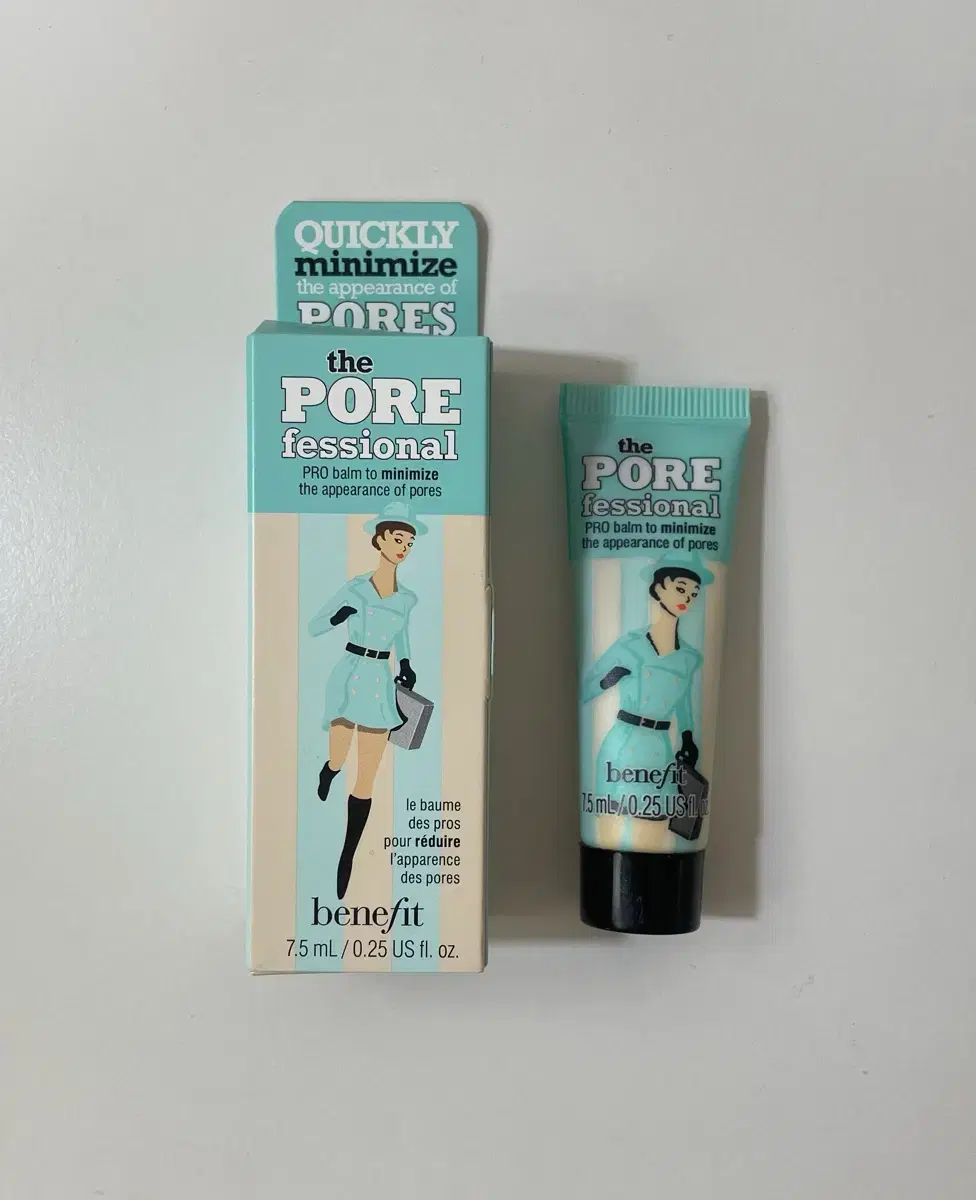 QUICKLY
minimize
the appearance of
PORES
the
PORE
fessional
PRO balm to minimize
the appearance of pores
le baume
des pros
pour réduire
l'apparence
des pores
benefit
7.5 mL / 0.25 US fl. oz.
the
PORE
fessional
PRO balm to minimize
the appearance of pores
benefit
7.5 mL / 0.25 US fl. oz